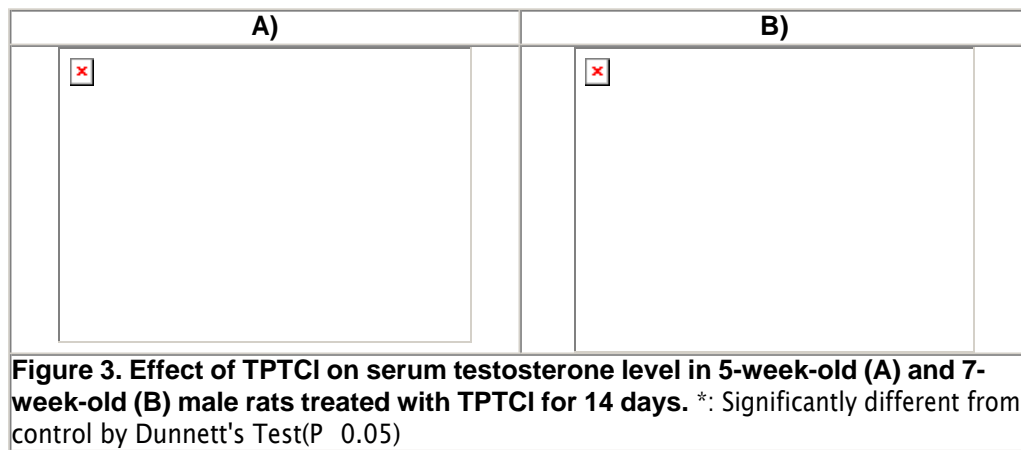 A) B)
Figure 3. Effect of TPTCl on serum testosterone level in 5-week-old (A) and 7-
week-old (B) male rats treated with TPTCl for 14 days. *: Significantly different from
control by Dunnett's Test(P 0.05)